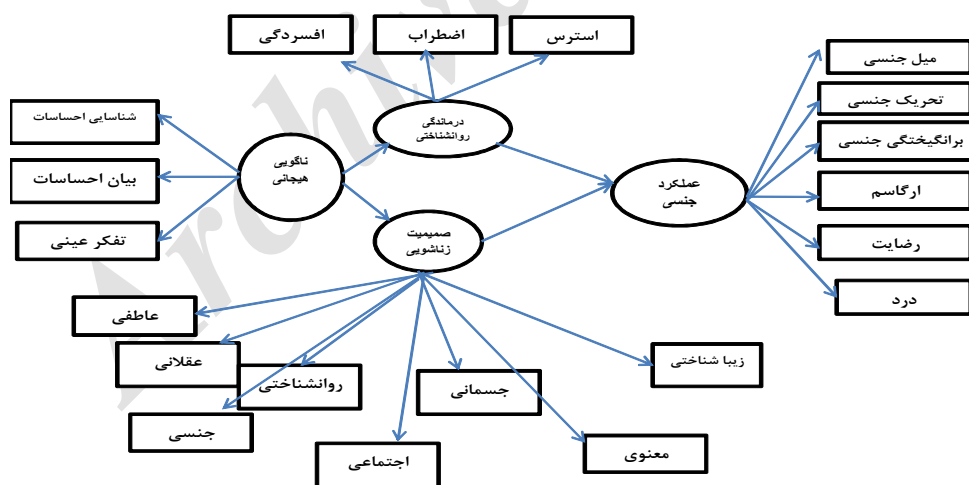 استرس
اضطراب
افسردگی
میل جنسی
تحریک جنسی
برانگیختگی جنسی
ارگاسم
رضایت
درد
درماندگی
روانشناختی
ناگویی
هیجانی
عملکرد
جنسی
صمیمیت
زناشویی
شناسایی احساسات
بیان احساسات
تفکر عینی
عاطفی
عقلانی
روانشناختی
جنسی
اجتماعی
جسمانی
معنوی
زیبا شناختی
Archive